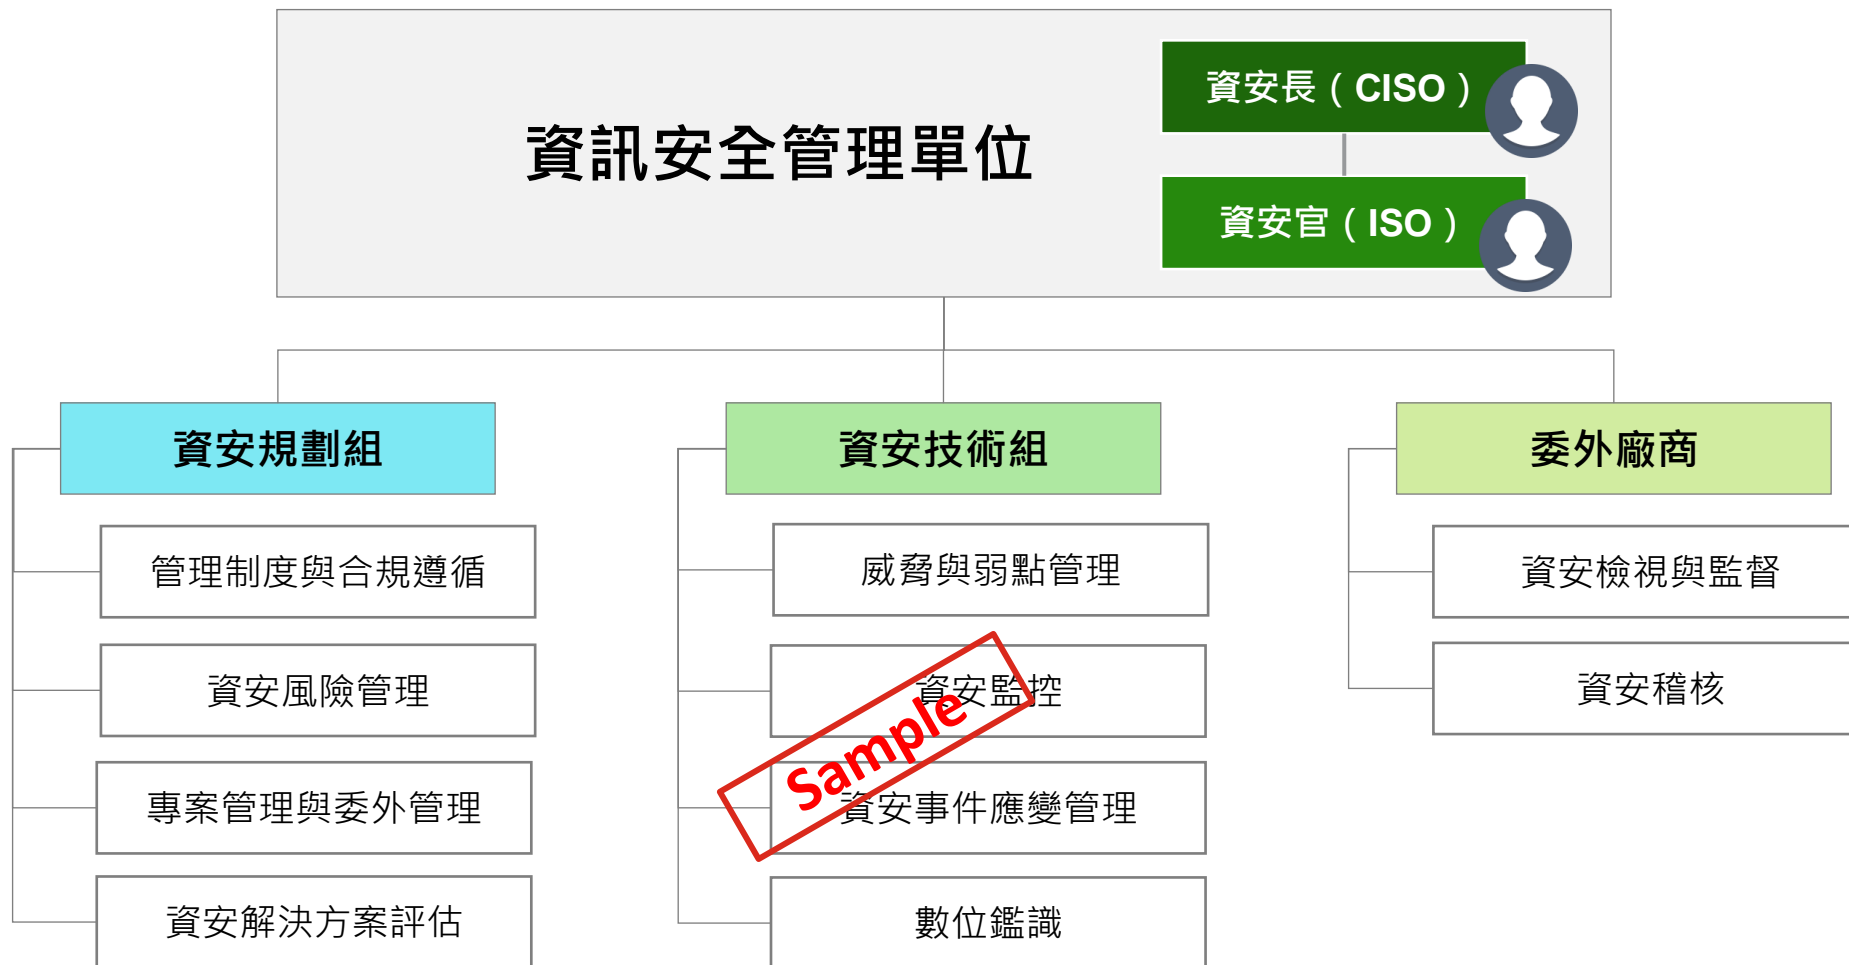 資訊安全管理單位
資安長（CISO）
資安官（ISO）
資安規劃組
管理制度與合規遵循
資安風險管理
專案管理與委外管理
資安解決方案評估
資安技術組
威脅與弱點管理
資安監控
資安事件應變管理
數位鑑識
Sample
委外廠商
資安檢視與監督
資安稽核